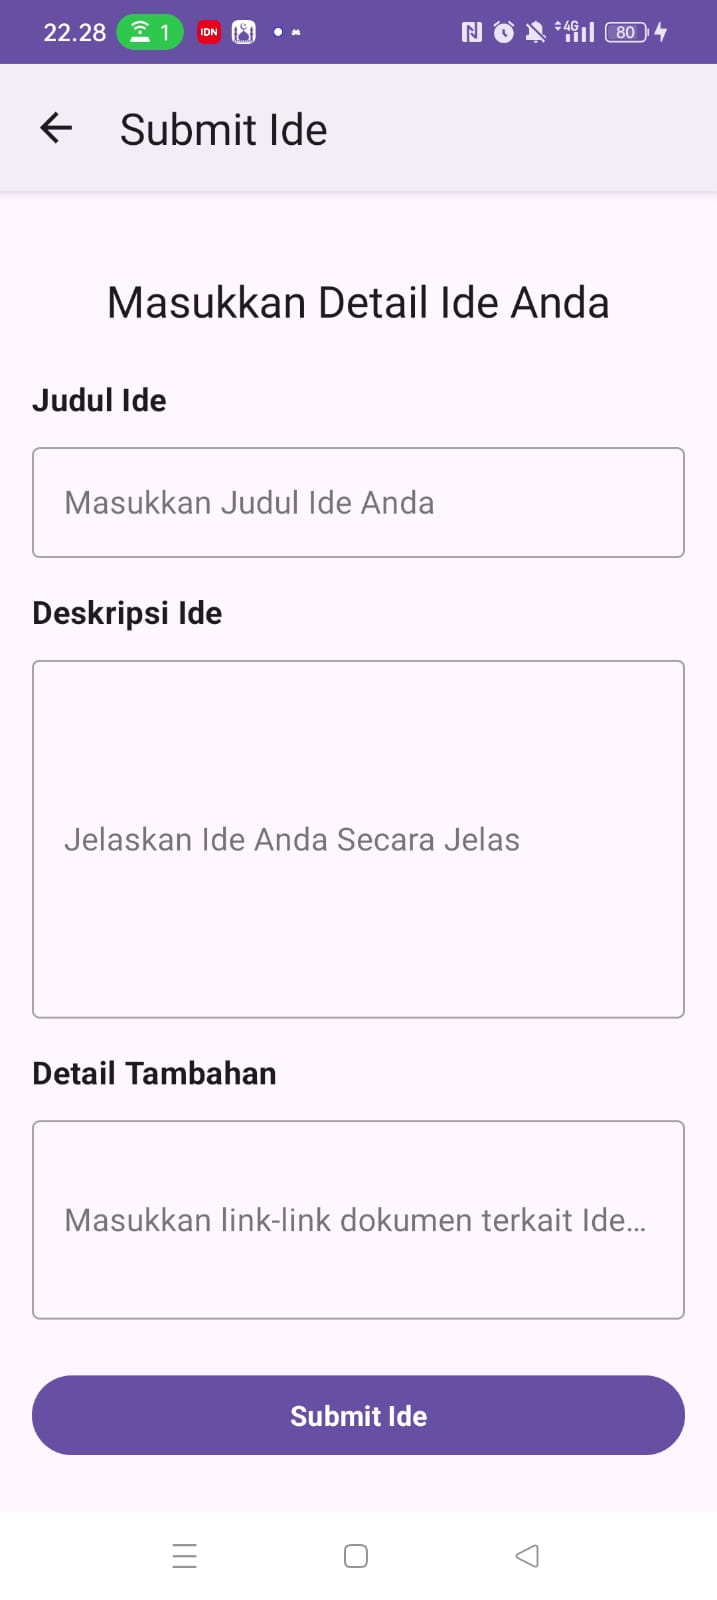 22.28 1 IDN 4G 80
Submit Ide
Masukkan Detail Ide Anda
Judul Ide
Masukkan Judul Ide Anda
Deskripsi Ide
Jelaskan Ide Anda Secara Jelas
Detail Tambahan
Masukkan link-link dokumen terkait Ide...
Submit Ide